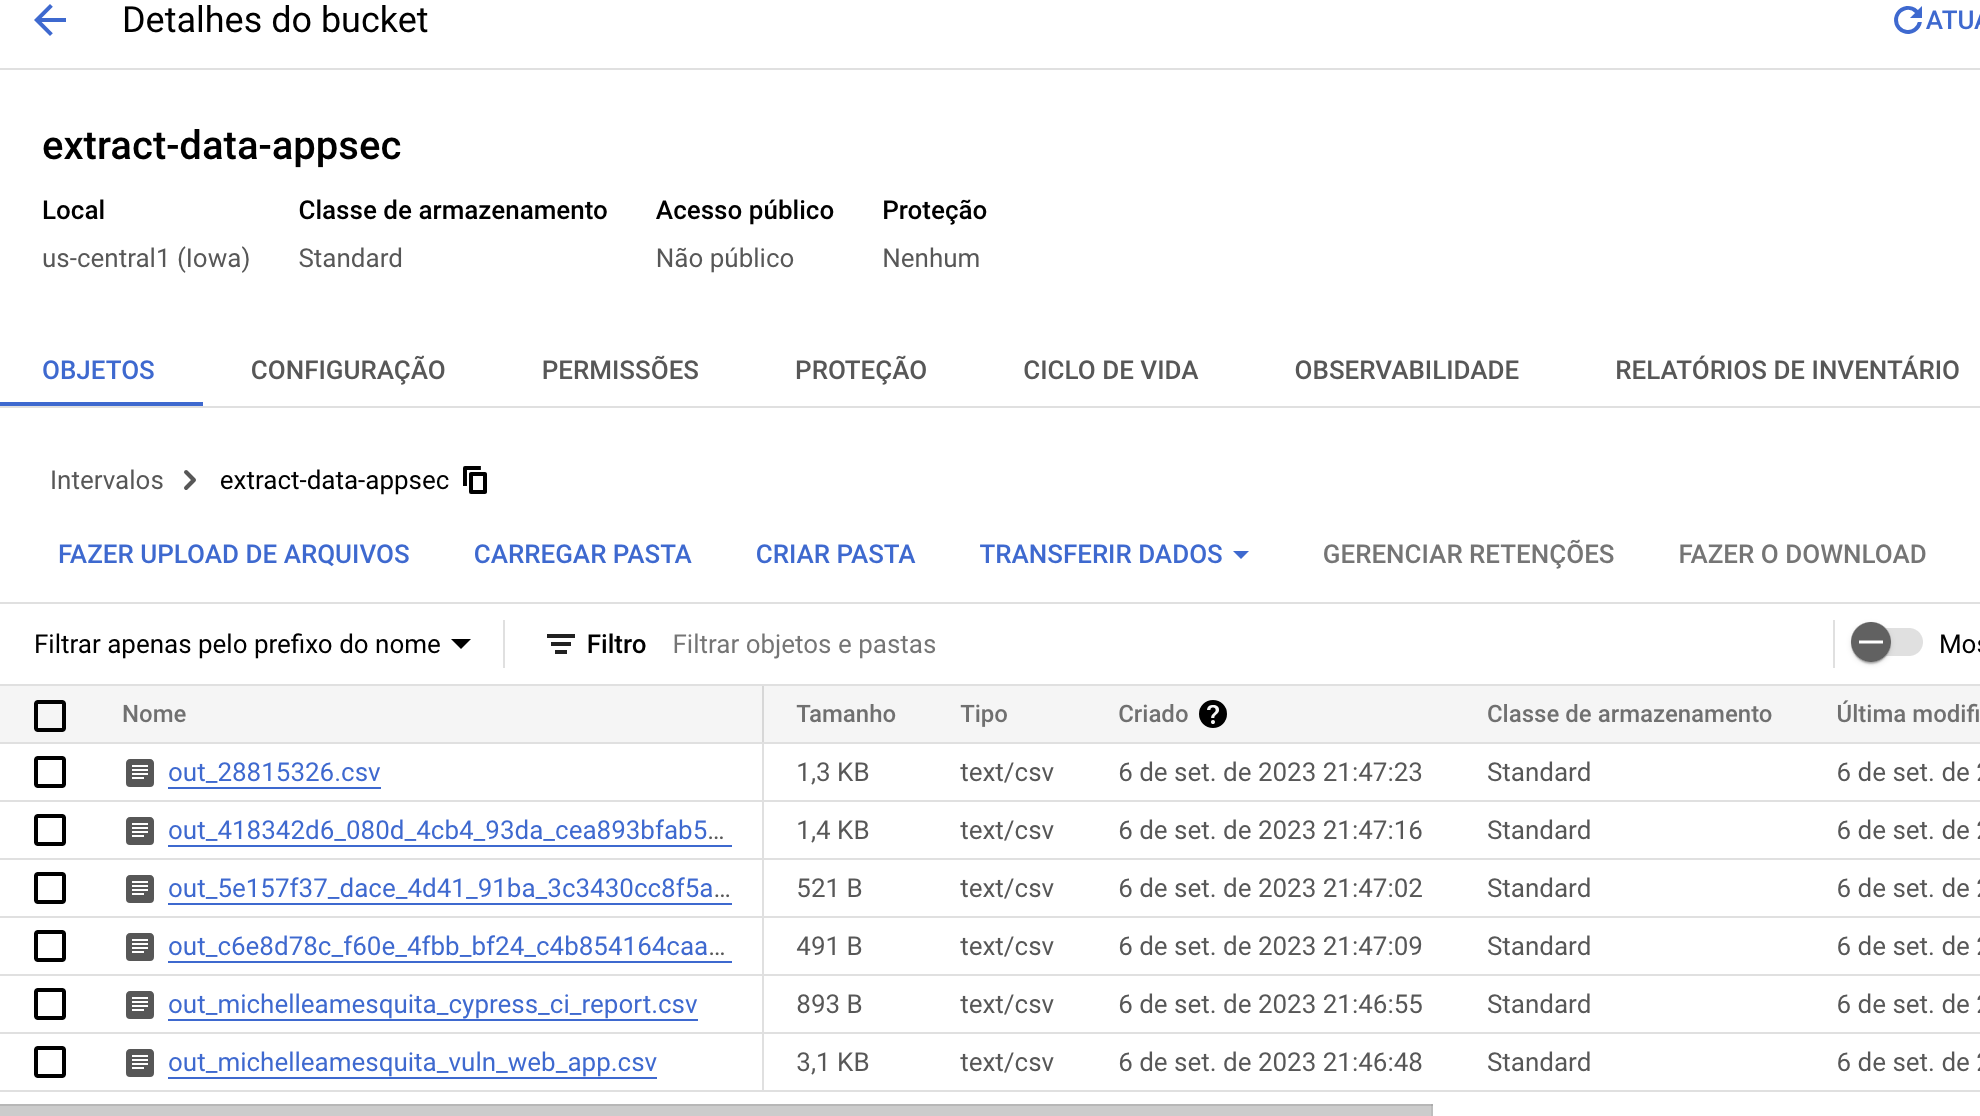 Detalhes do bucket
ATUA
extract-data-appsec
Local Classe de armazenamento Acesso público Proteção
us-central1 (Iowa) Standard Não público Nenhum
OBJETOS CONFIGURAÇÃO PERMISSÕES PROTEÇÃO CICLO DE VIDA OBSERVABILIDADE RELATÓRIOS DE INVENTÁRIO
Intervalos extract-data-appsec
FAZER UPLOAD DE ARQUIVOS CARREGAR PASTA CRIAR PASTA TRANSFERIR DADOS GERENCIAR RETENÇÕES FAZER O DOWNLOAD
Filtrar apenas pelo prefixo do nome Filtro Filtrar objetos e pastas Mos
Nome Tamanho Tipo Criado ? Classe de armazenamento Última modifi
out_28815326.csv 1,3 KB text/csv 6 de set. de 2023 21:47:23 Standard 6 de set. de 2
out_418342d6_080d_4cb4_93da_cea893bfab5… 1,4 KB text/csv 6 de set. de 2023 21:47:16 Standard 6 de set. de 2
out_5e157f37_dace_4d41_91ba_3c3430cc8f5a… 521 B text/csv 6 de set. de 2023 21:47:02 Standard 6 de set. de 2
out_c6e8d78c_f60e_4fbb_bf24_c4b854164caa… 491 B text/csv 6 de set. de 2023 21:47:09 Standard 6 de set. de 2
out_michelleamesquita_cypress_ci_report.csv 893 B text/csv 6 de set. de 2023 21:46:55 Standard 6 de set. de 2
out_michelleamesquita_vuln_web_app.csv 3,1 KB text/csv 6 de set. de 2023 21:46:48 Standard 6 de set. de 2